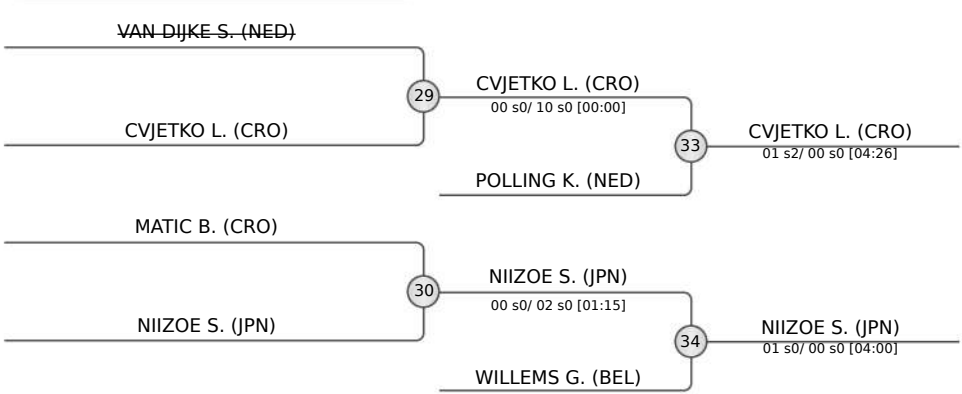 VAN DIJKE S. (NED)
29
CVJETKO L. (CRO)
00 s0/ 10 s0 [00:00]
CVJETKO L. (CRO)
33
CVJETKO L. (CRO)
01 s2/ 00 s0 [04:26]
POLLING K. (NED)
MATIC B. (CRO)
30
NIIZOE S. (JPN)
00 s0/ 02 s0 [01:15]
NIIZOE S. (JPN)
34
NIIZOE S. (JPN)
01 s0/ 00 s0 [04:00]
WILLEMS G. (BEL)